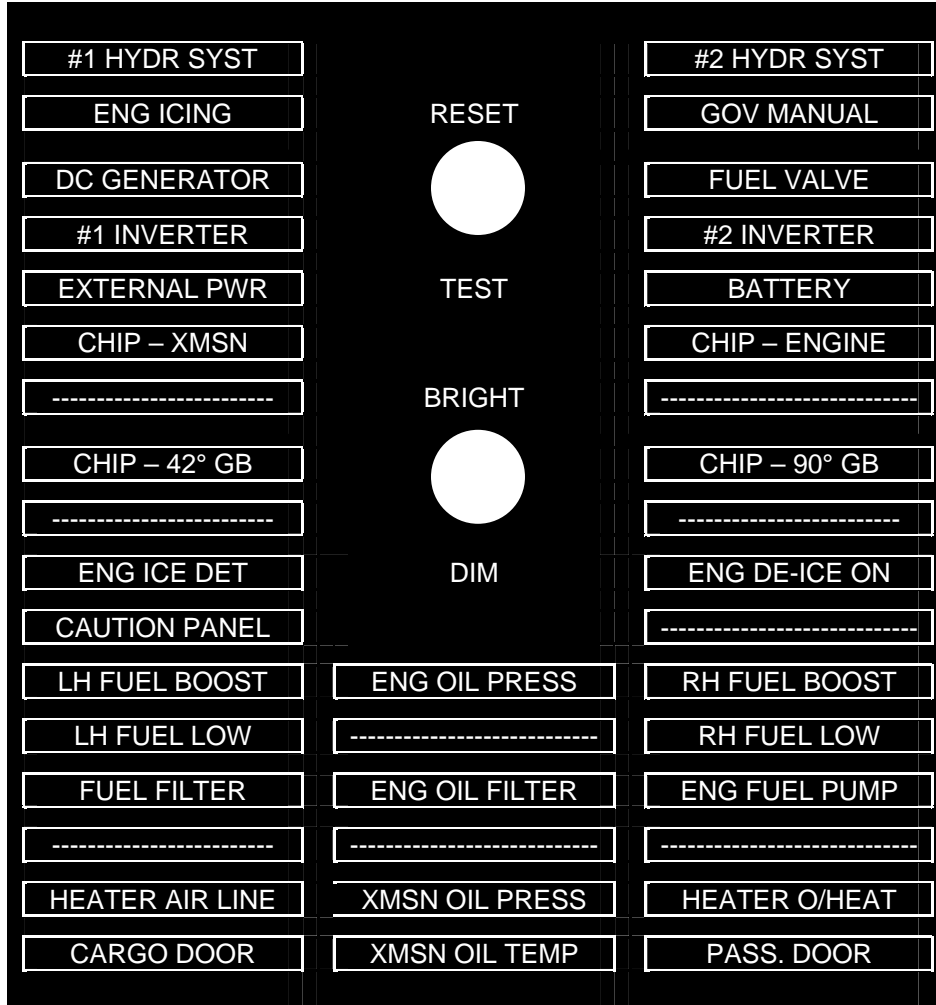 #1 HYDR SYST #2 HYDR SYST
ENG ICING RESET GOV MANUAL
DC GENERATOR FUEL VALVE
#1 INVERTER #2 INVERTER
EXTERNAL PWR TEST BATTERY
CHIP – XMSN CHIP – ENGINE
------------------------- BRIGHT -----------------------------
CHIP – 42° GB CHIP – 90° GB
------------------------- -------------------------
ENG ICE DET DIM ENG DE-ICE ON
CAUTION PANEL -----------------------------
LH FUEL BOOST ENG OIL PRESS RH FUEL BOOST
LH FUEL LOW ---------------------------- RH FUEL LOW
FUEL FILTER ENG OIL FILTER ENG FUEL PUMP
------------------------- ---------------------------- -----------------------------
HEATER AIR LINE XMSN OIL PRESS HEATER O/HEAT
CARGO DOOR XMSN OIL TEMP PASS. DOOR